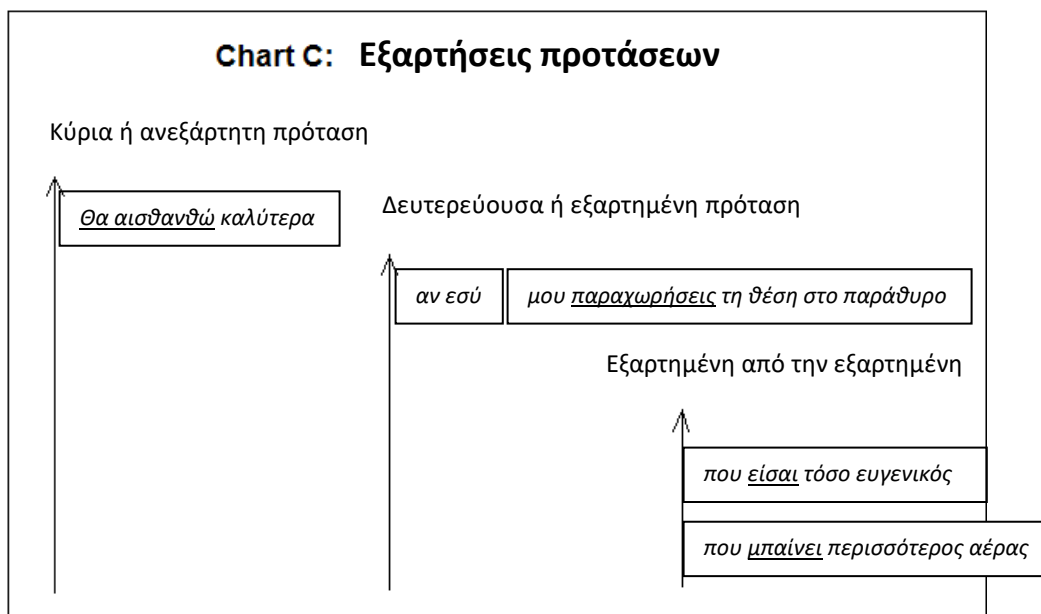 Chart C: Εξαρτήσεις προτάσεων
Κύρια ή ανεξάρτητη πρόταση
Θα αισθανθώ καλύτερα
Δευτερεύουσα ή εξαρτημένη πρόταση
αν εσύ μου παραχωρήσεις τη θέση στο παράθυρο
Εξαρτημένη από την εξαρτημένη
που είσαι τόσο ευγενικός
που μπαίνει περισσότερος αέρας